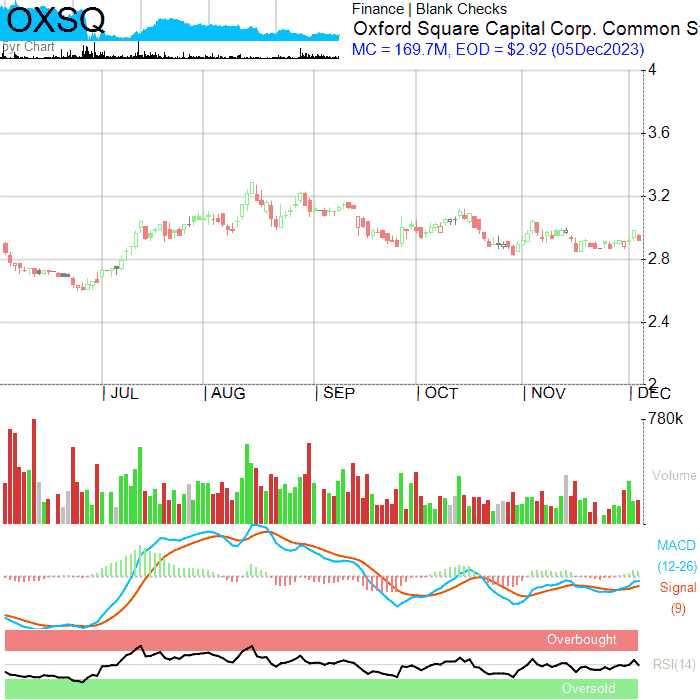 OXSQ
5yr Chart
Finance | Blank Checks
Oxford Square Capital Corp. Common S
MC = 169.7M, EOD = $2.92 (05Dec2023)
4
3.6
3.2
2.8
2.4
2
| JUL | AUG | SEP | OCT | NOV | DEC
780k
Volume
MACD
(12-26)
Signal
(9)
Overbought
RSI(14)
Oversold